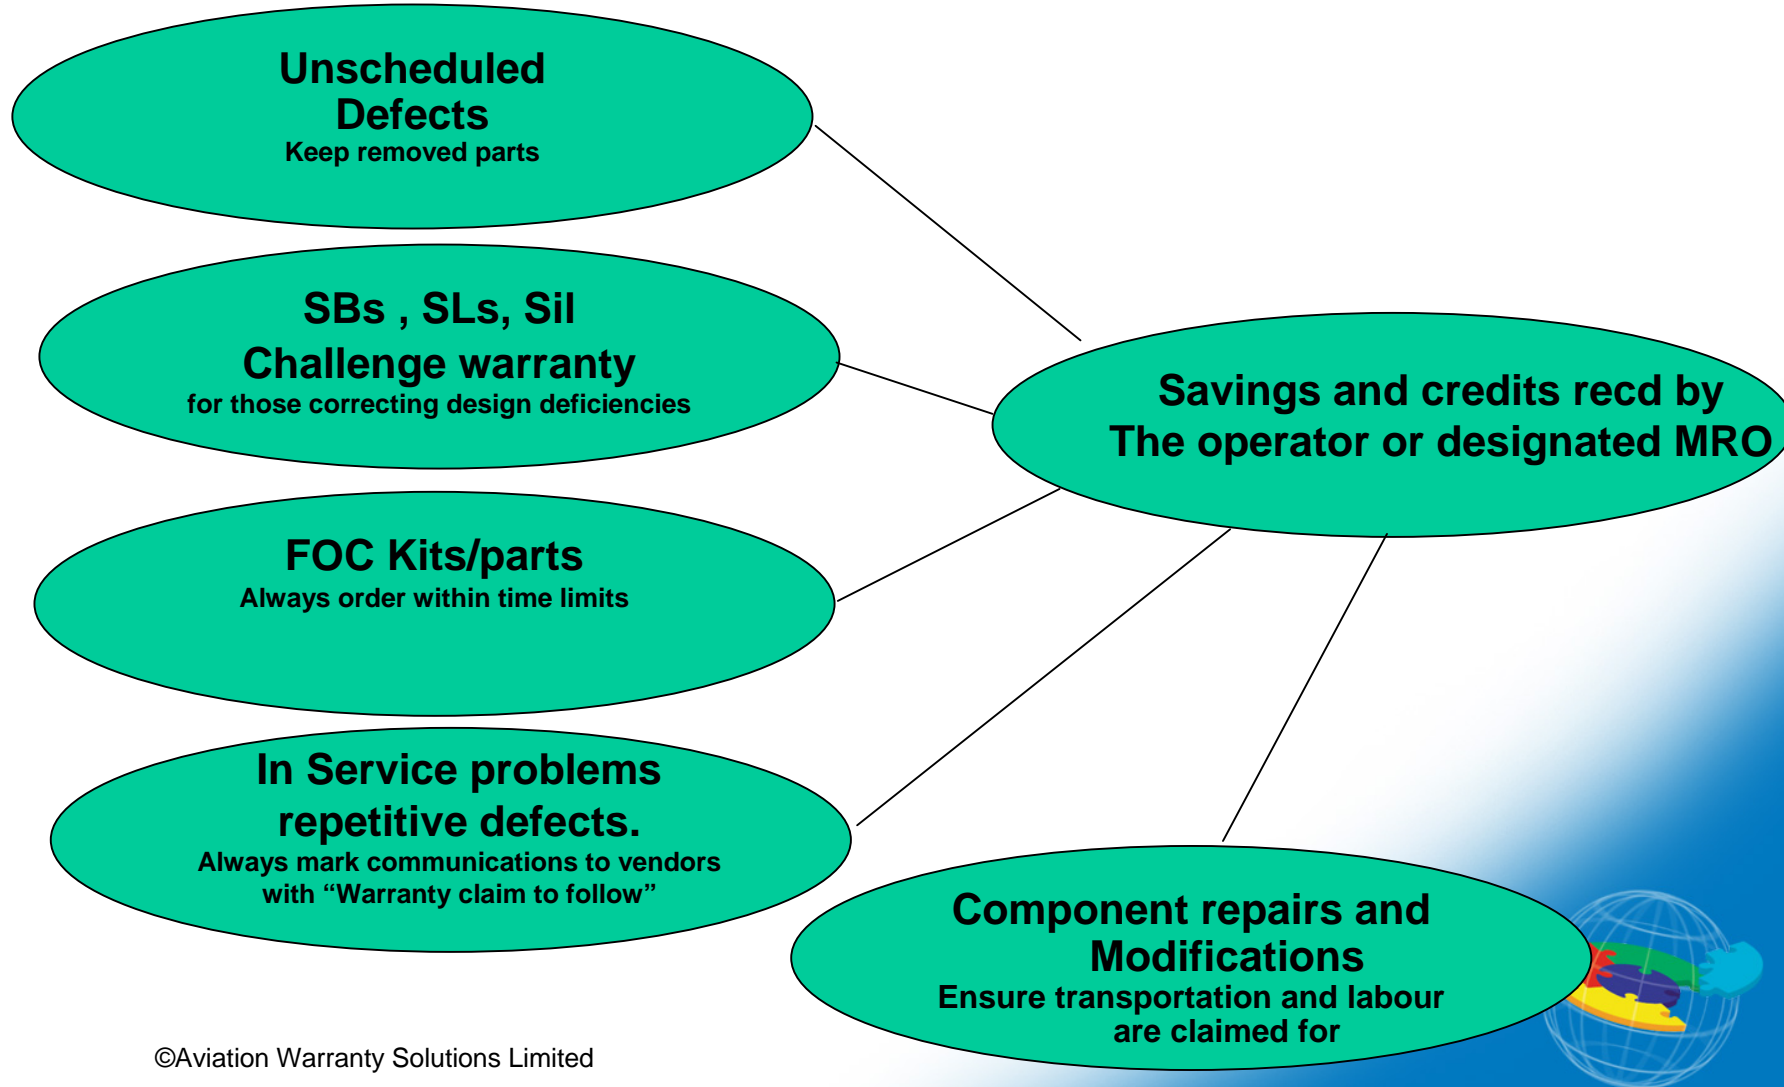 Unscheduled
Defects
Keep removed parts
SBs , SLs, Sil
Challenge warranty
for those correcting design deficiencies
Savings and credits recd by
The operator or designated MRO
FOC Kits/parts
Always order within time limits
In Service problems
repetitive defects.
Always mark communications to vendors
with “Warranty claim to follow”
Component repairs and
Modifications
Ensure transportation and labour
are claimed for
©Aviation Warranty Solutions Limited